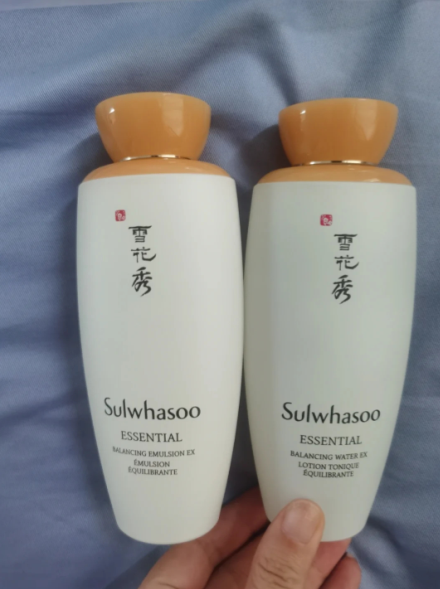 雪
花
秀
Sulwhasoo
ESSENTIAL
BALANCING EMULSION EX
ÉMULSION
ÉQUILIBRANTE
雪
花
秀
Sulwhasoo
ESSENTIAL
BALANCING WATER EX
LOTION TONIQUE
ÉQUILIBRANTE